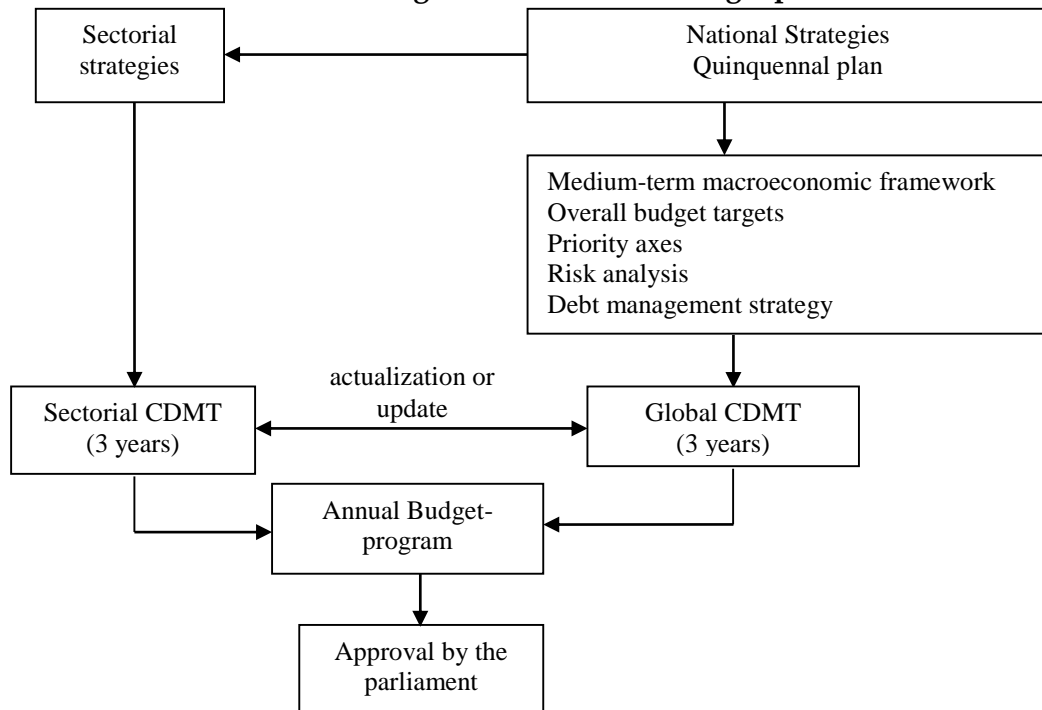 Sectorial
strategies
National Strategies
Quinquennal plan
Medium-term macroeconomic framework
Overall budget targets
Priority axes
Risk analysis
Debt management strategy
actualization or
update
Sectorial CDMT
(3 years)
Global CDMT
(3 years)
Annual Budget-
program
Approval by the
parliament